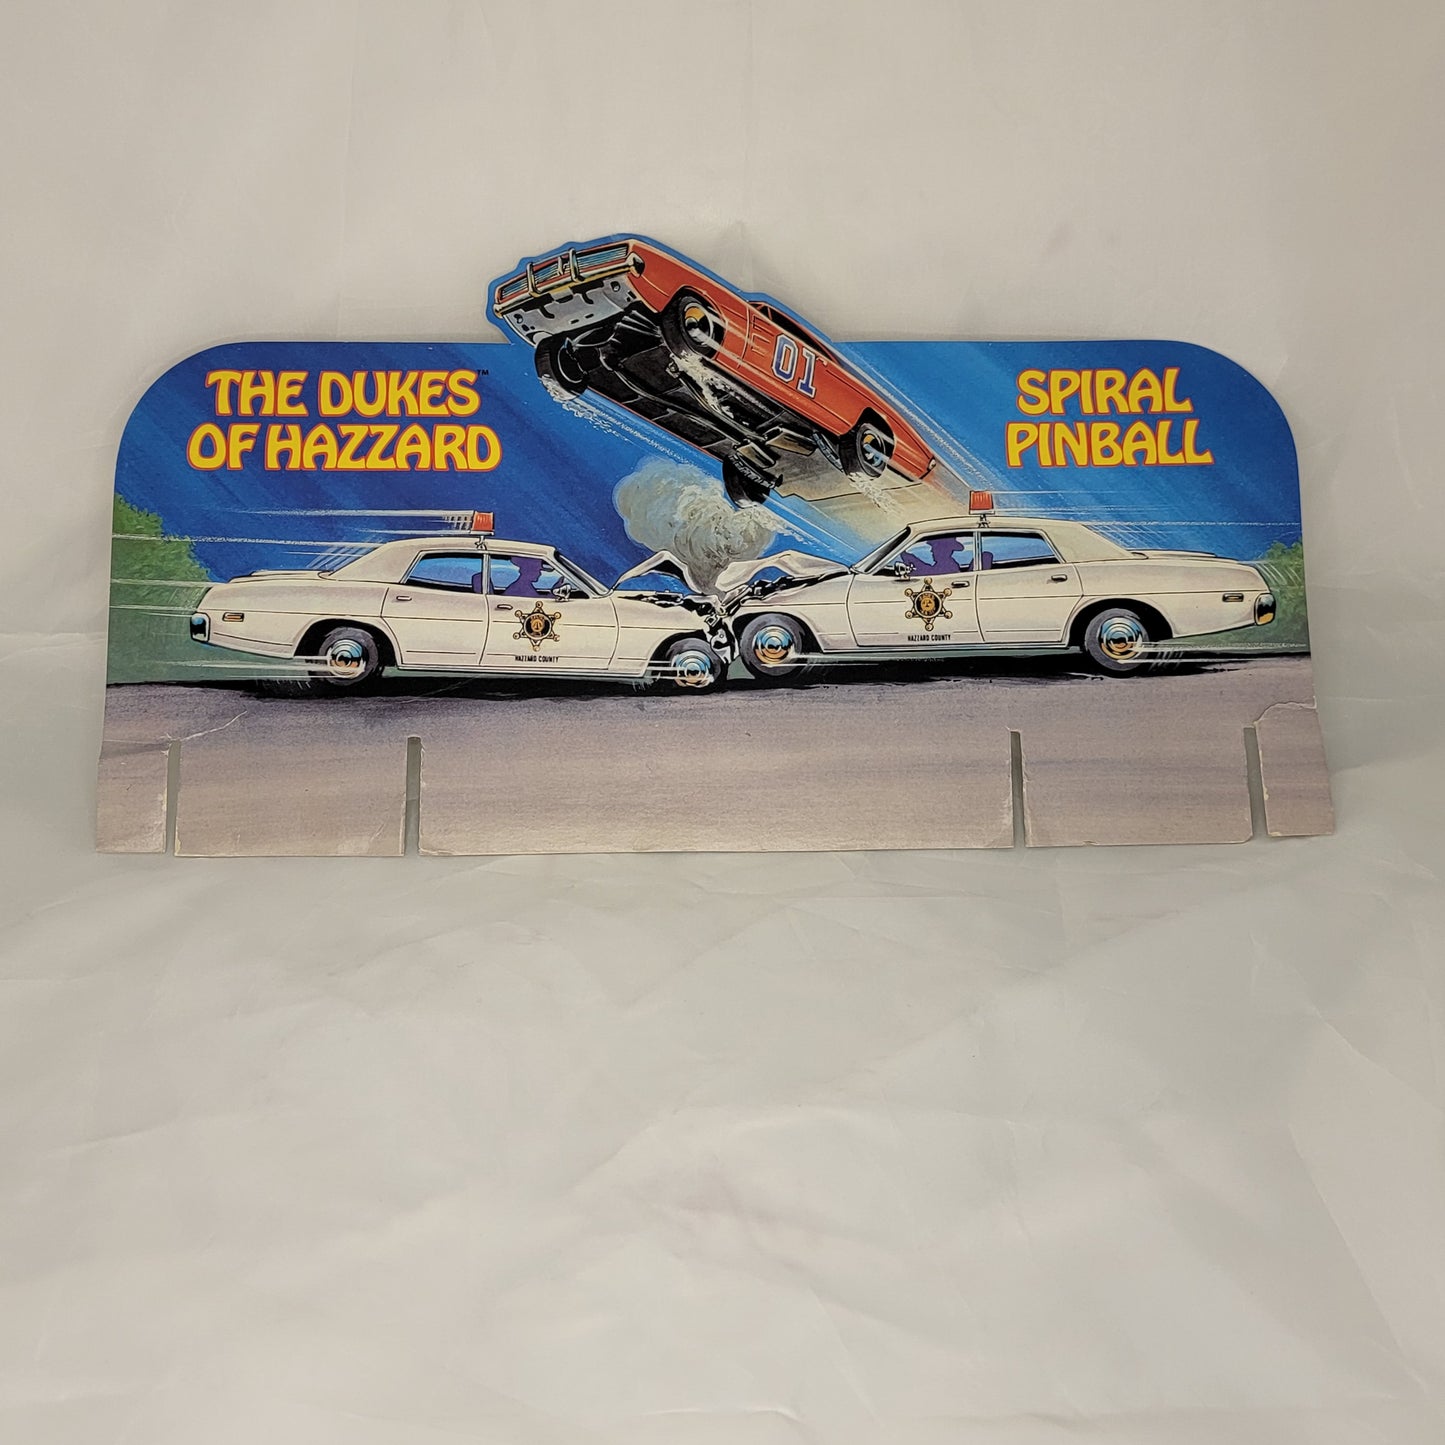 THE DUKES™
OF HAZZARD
SPIRAL
PINBALL
01
HAZZARD COUNTY
HAZZARD COUNTY